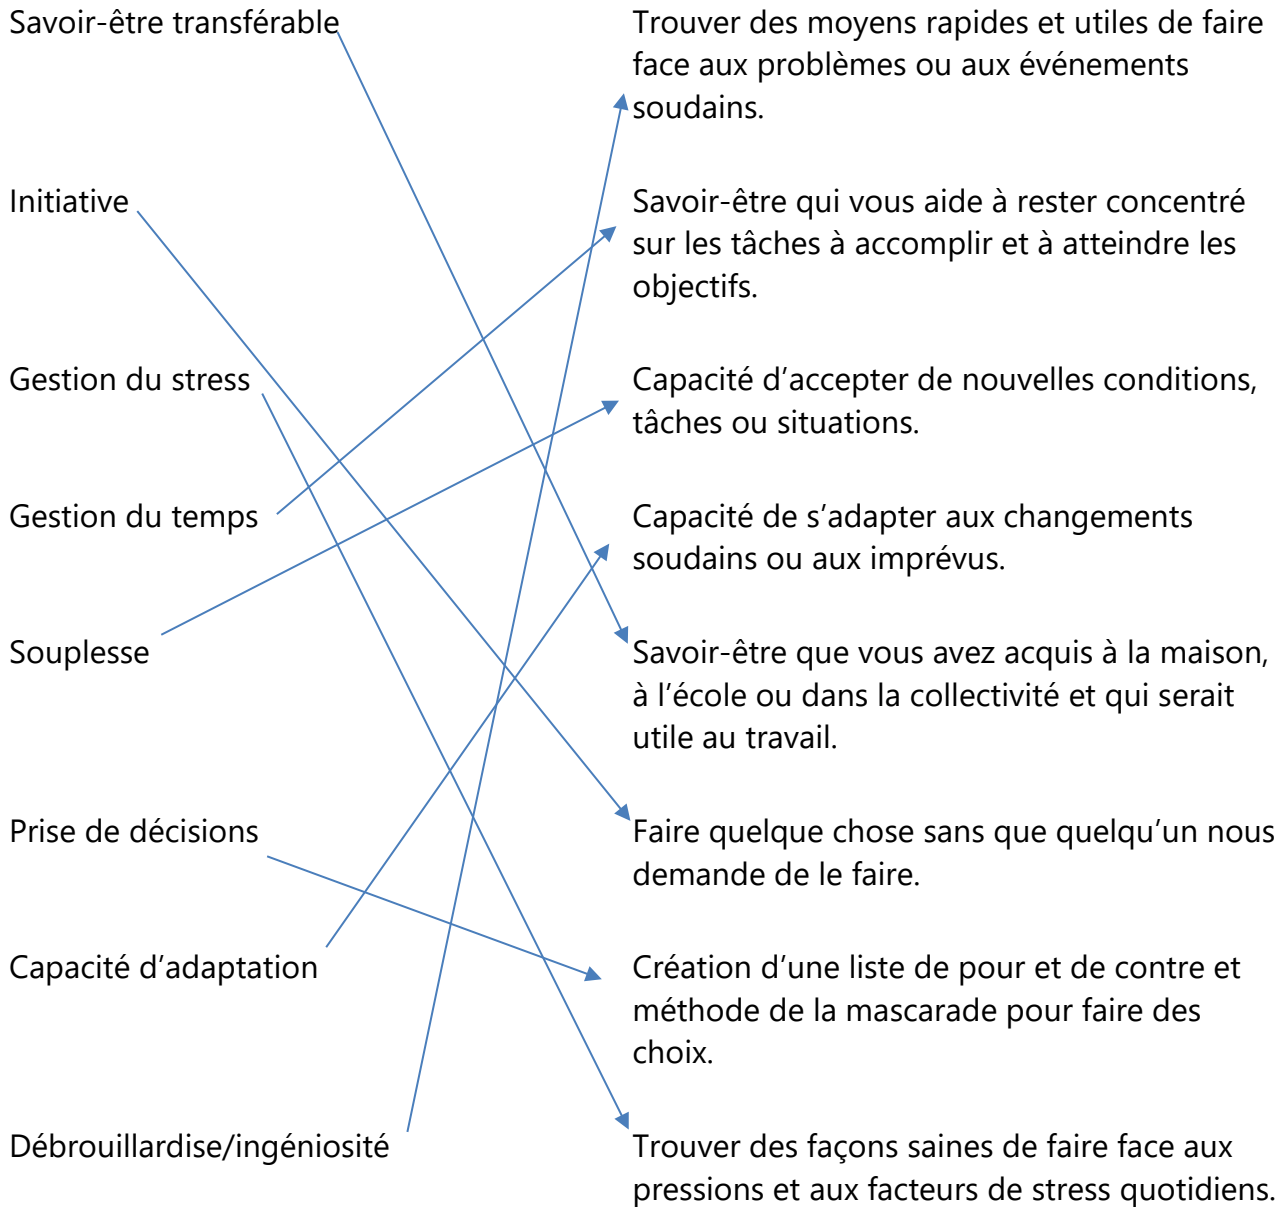 Savoir-être transférable
Trouver des moyens rapides et utiles de faire
face aux problèmes ou aux événements
soudains.
Initiative
Savoir-être qui vous aide à rester concentré
sur les tâches à accomplir et à atteindre les
objectifs.
Gestion du stress
Capacité d’accepter de nouvelles conditions,
tâches ou situations.
Gestion du temps
Capacité de s’adapter aux changements
soudains ou aux imprévus.
Souplesse
Savoir-être que vous avez acquis à la maison,
à l’école ou dans la collectivité et qui serait
utile au travail.
Prise de décisions
Faire quelque chose sans que quelqu’un nous
demande de le faire.
Capacité d’adaptation
Création d’une liste de pour et de contre et
méthode de la mascarade pour faire des
choix.
Débrouillardise/ingéniosité
Trouver des façons saines de faire face aux
pressions et aux facteurs de stress quotidiens.